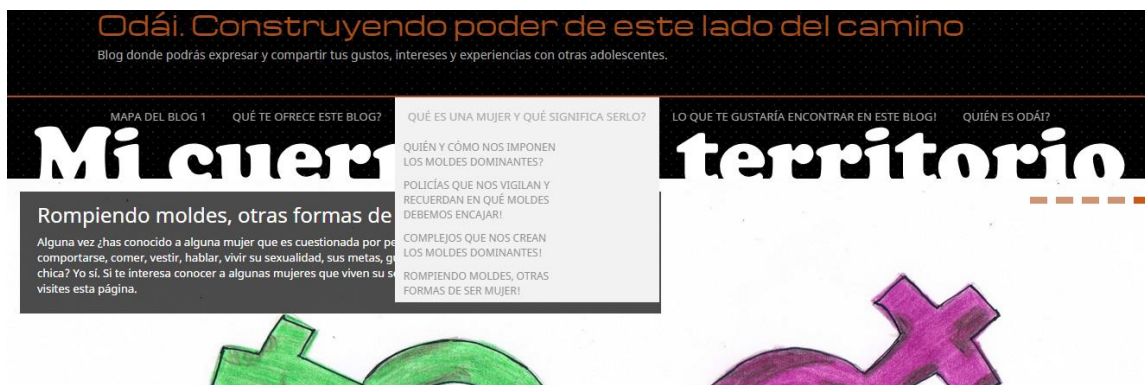 Odái. Construyendo poder de este lado del camino
Blog donde podrás expresar y compartir tus gustos, intereses y experiencias con otras adolescentes.
MAPA DEL BLOG 1 QUÉ TE OFRECE ESTE BLOG? QUÉ ES UNA MUJER Y QUÉ SIGNIFICA SERLO? LO QUE TE GUSTARÍA ENCONTRAR EN ESTE BLOG! QUIÉN ES ODÁI?
Mi territorio
QUIÉN Y CÓMO NOS IMPONEN
LOS MOLDES DOMINANTES?
POLICÍAS QUE NOS VIGILAN Y
RECUERDAN EN QUÉ MOLDES
DEBEMOS ENCAJAR!
COMPLEJOS QUE NOS CREAN
LOS MOLDES DOMINANTES!
ROMPIENDO MOLDES, OTRAS
FORMAS DE SER MUJER!
Rompiendo moldes, otras formas de
Alguna vez ¿has conocido a alguna mujer que es cuestionada por
comportarse, comer, vestir, hablar, vivir su sexualidad, sus metas,
chica? Yo sí. Si te interesa conocer a algunas mujeres que viven su
visites esta página.